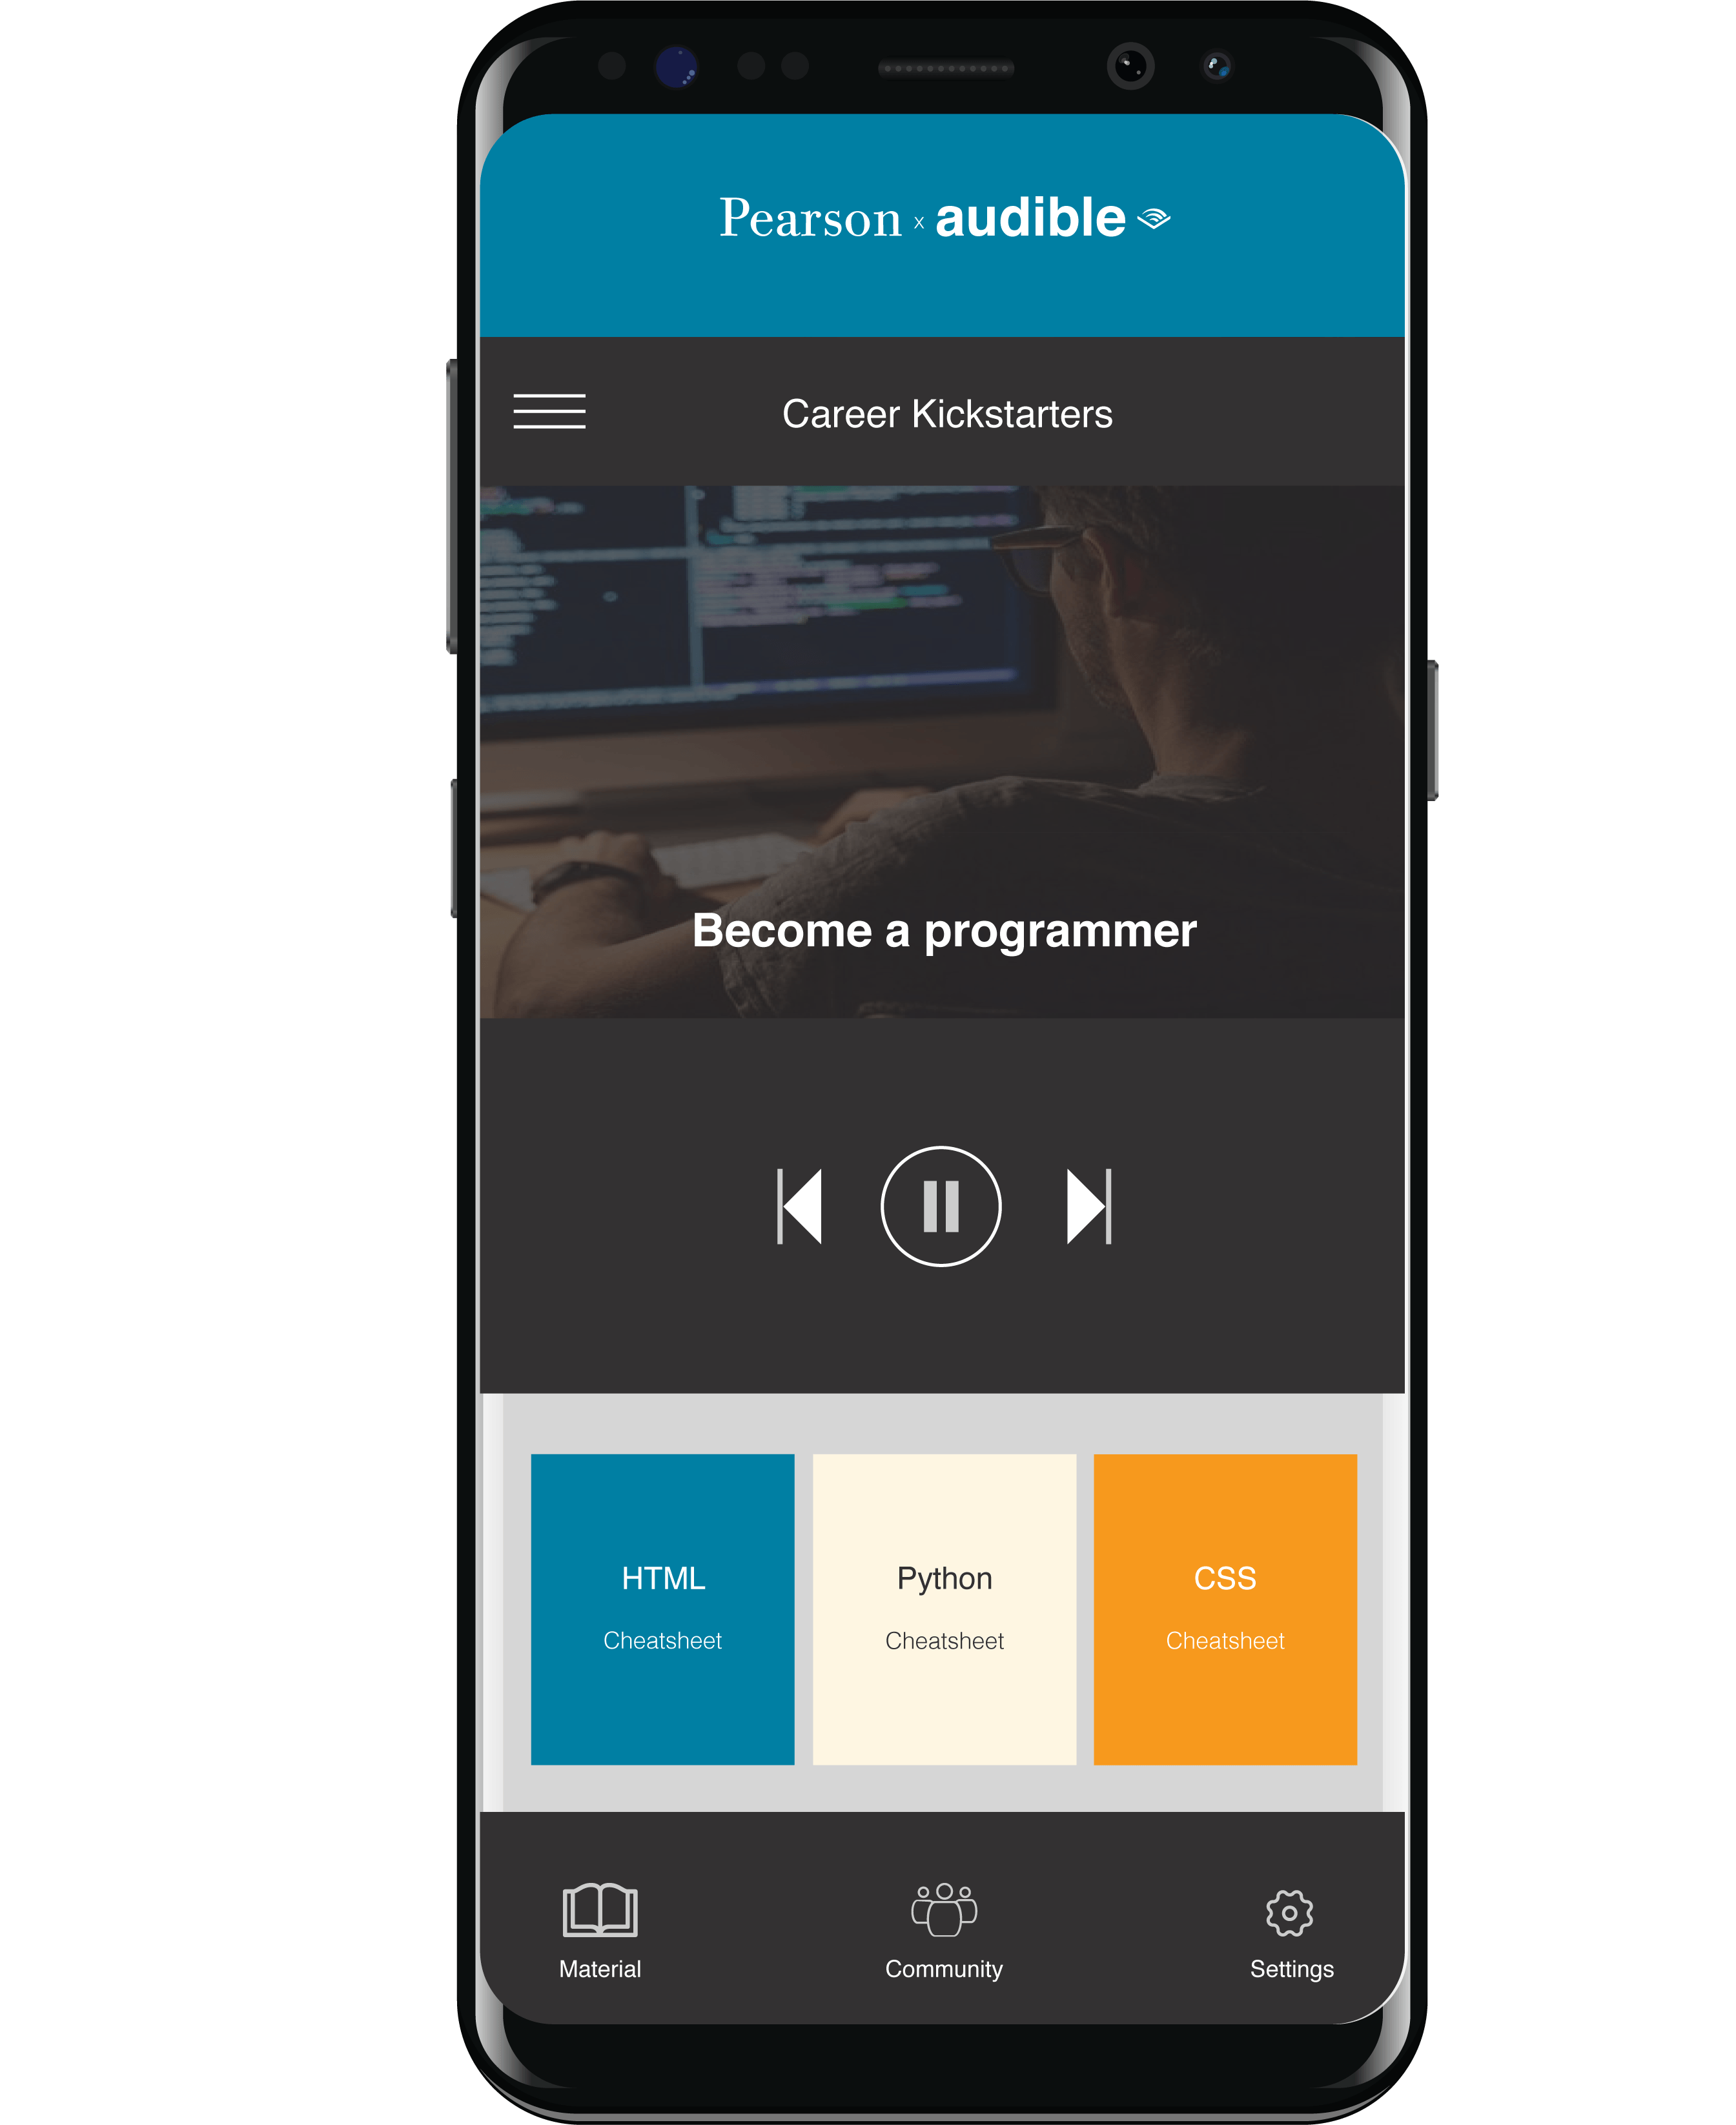 Pearson x audible
Career Kickstarters
Become a programmer
HTML Python CSS
Cheatsheet Cheatsheet Cheatsheet
Material Community Settings